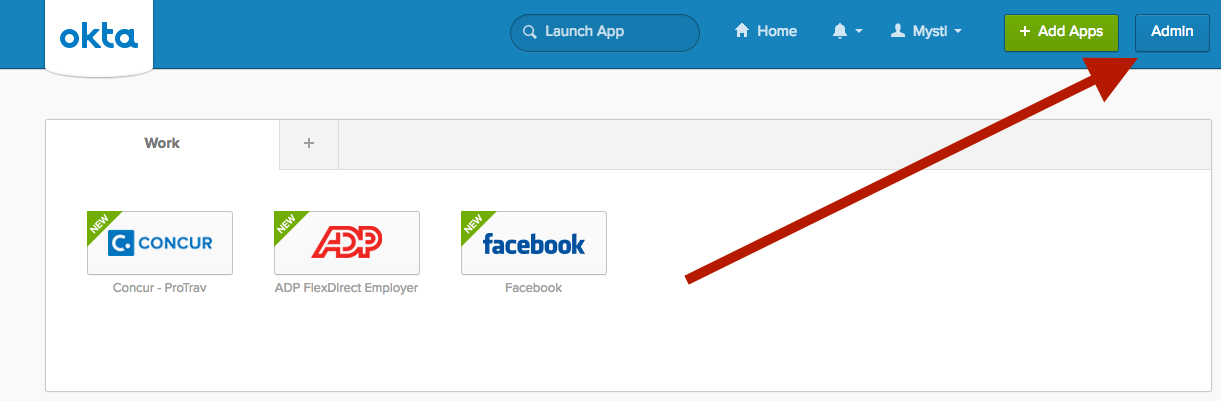 okta
Launch App
Home
Mysti
+ Add Apps
Admin
Work
+
NEW
C. CONCUR
NEW
ADP
NEW
facebook
Concur - ProTrav
ADP FlexDirect Employer
Facebook